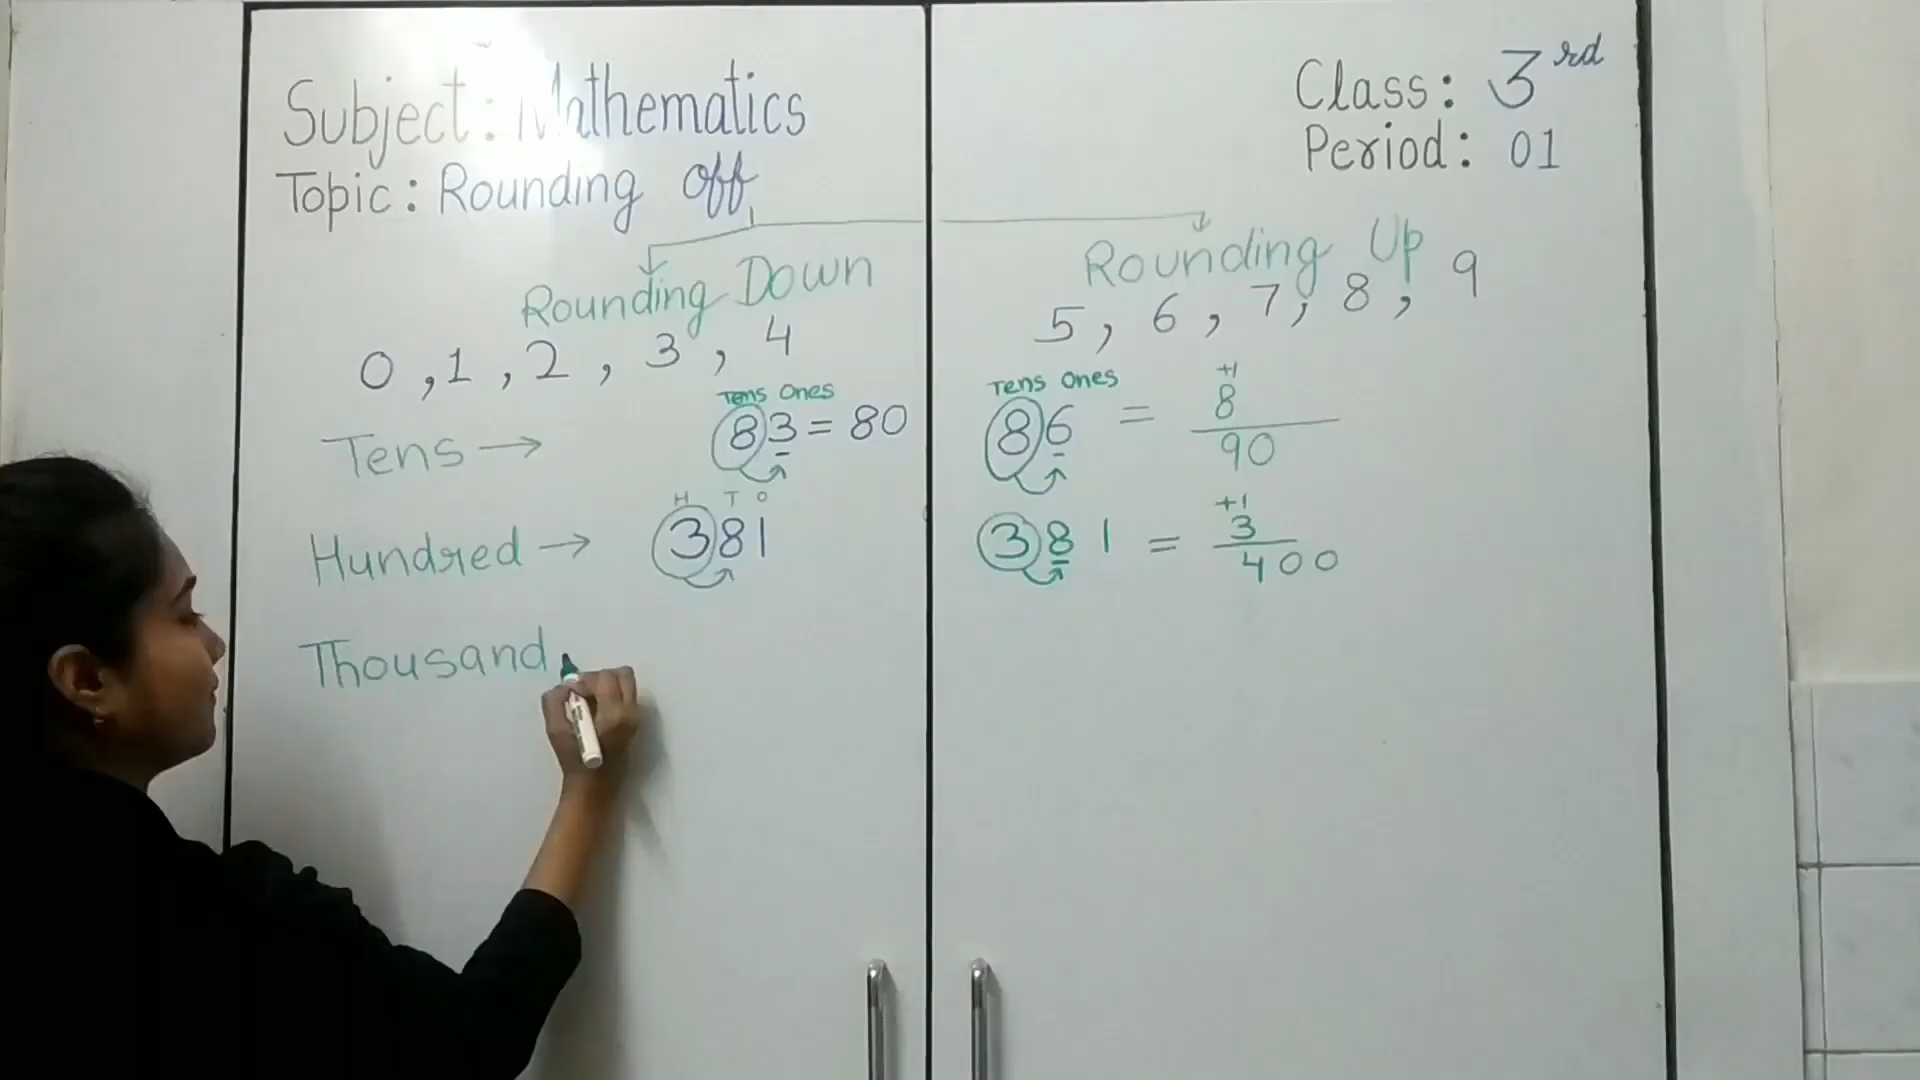 Subject: Mathematics
Class: 3rd
Topic: Rounding off
Period: 01
Rounding Down
Rounding Up
0, 1, 2, 3, 4
5, 6, 7, 8, 9
Tens Ones
Tens → 83 = 80
Tens Ones
+1
86 = 8
90
H T O
Hundred → 381
+1
381 = 3
400
Thousand